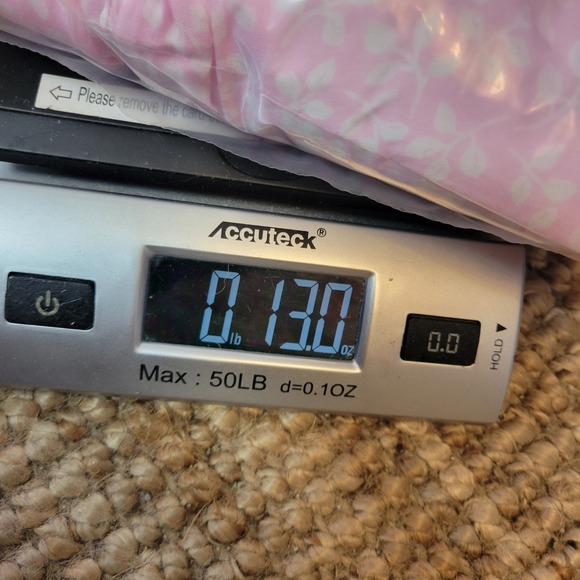 ⇦ Please remove the card
Accuteck®
0 lb 13.0 oz
0.0
HOLD ▼
Max : 50LB d=0.1OZ